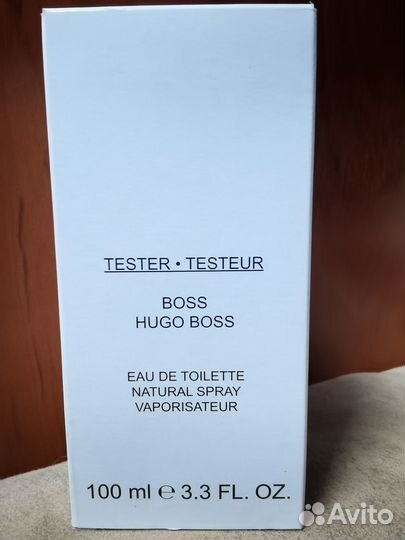 TESTER • TESTEUR
BOSS
HUGO BOSS
EAU DE TOILETTE
NATURAL SPRAY
VAPORISATEUR
100 ml ℮ 3.3 FL. OZ.
Avito